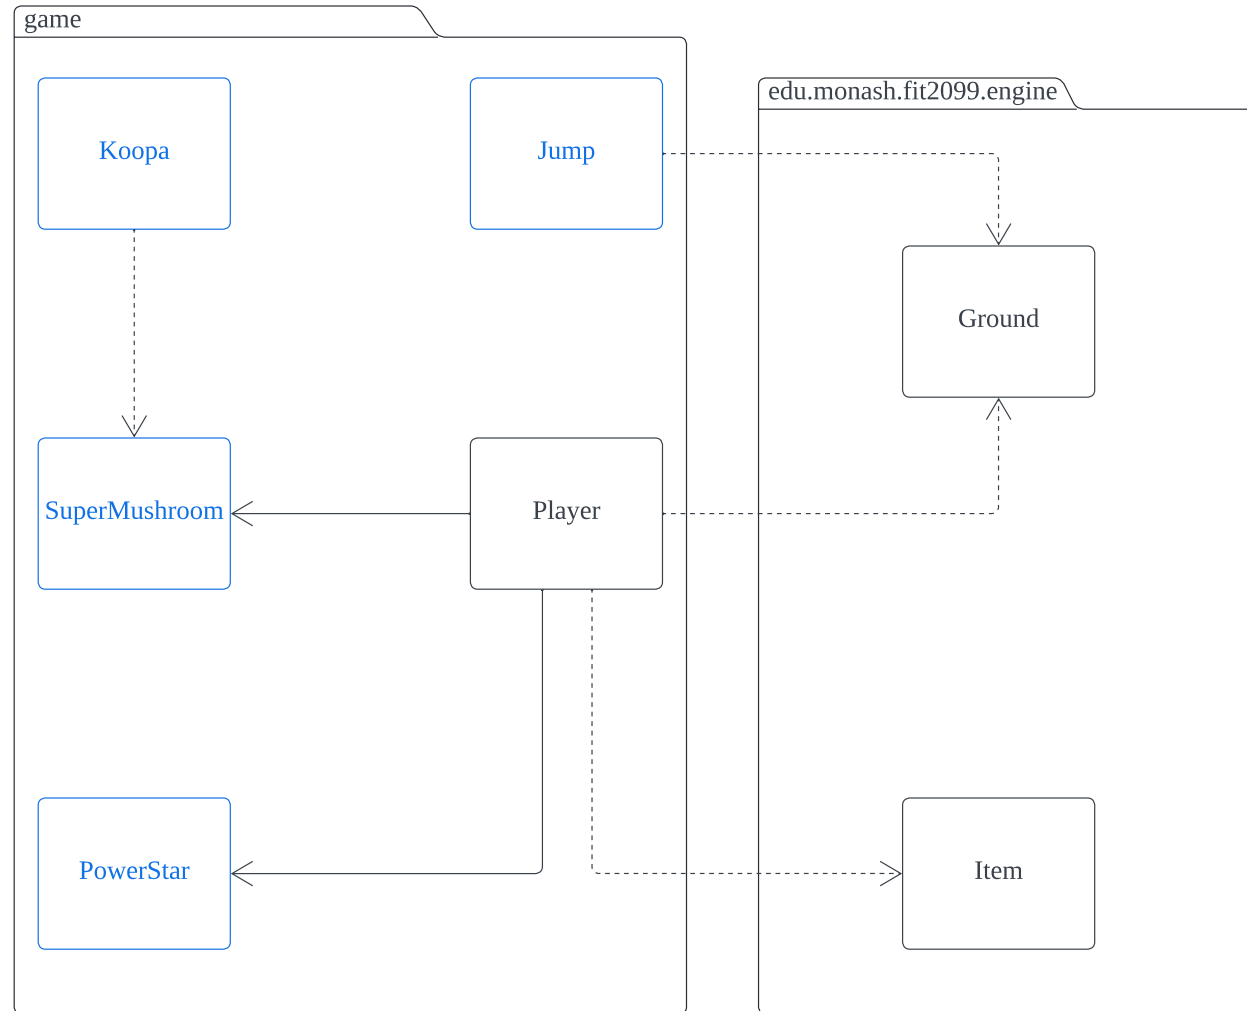 game
edu.monash.fit2099.engine
Koopa
Jump
Ground
SuperMushroom
Player
PowerStar
Item